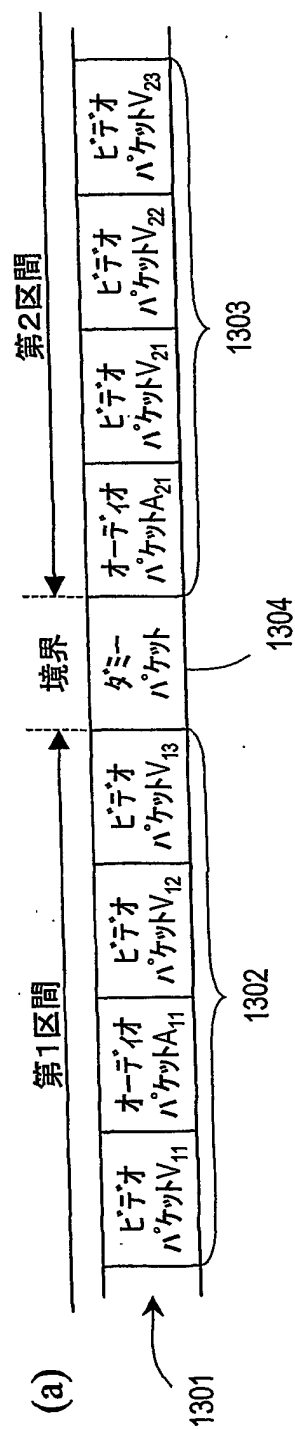 (a)
第1区間
境界
第2区間
ビデオ
パケットV₁₁
オーディオ
パケットA₁₁
ビデオ
パケットV₁₂
ビデオ
パケットV₁₃
ダミー
パケット
オーディオ
パケットA₂₁
ビデオ
パケットV₂₁
ビデオ
パケットV₂₂
ビデオ
パケットV₂₃
1301
1302
1304
1303